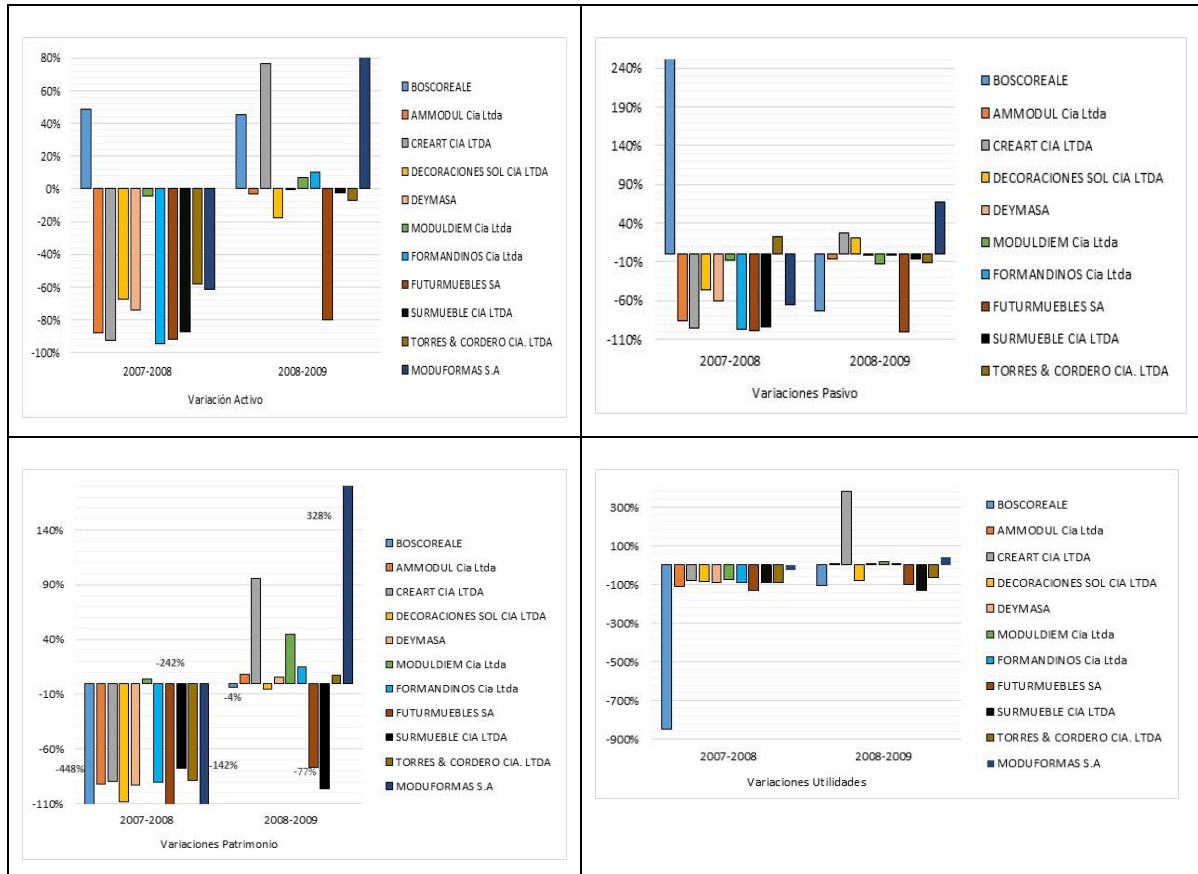 80%
60%
40%
20%
0%
-20%
-40%
-60%
-80%
-100%
2007-2008
2008-2009
Variación Activo
BOSCOREALE
AMMODUL Cia Ltda
CREART CIA LTDA
DECORACIONES SOL CIA LTDA
DEYMASA
MODULDIEM Cia Ltda
FORMANDINOS Cia Ltda
FUTURMUEBLES SA
SURMUEBLE CIA LTDA
TORRES & CORDERO CIA. LTDA
MODUFORMAS S.A
240%
190%
140%
90%
40%
-10%
-60%
-110%
2007-2008
2008-2009
Variaciones Pasivo
BOSCOREALE
AMMODUL Cia Ltda
CREART CIA LTDA
DECORACIONES SOL CIA LTDA
DEYMASA
MODULDIEM Cia Ltda
FORMANDINOS Cia Ltda
FUTURMUEBLES SA
SURMUEBLE CIA LTDA
TORRES & CORDERO CIA. LTDA
140%
90%
40%
-10%
-60%
-110%
328%
-242%
-4%
-448%
-142%
-77%
2007-2008
2008-2009
Variaciones Patrimonio
BOSCOREALE
AMMODUL Cia Ltda
CREART CIA LTDA
DECORACIONES SOL CIA LTDA
DEYMASA
MODULDIEM Cia Ltda
FORMANDINOS Cia Ltda
FUTURMUEBLES SA
SURMUEBLE CIA LTDA
TORRES & CORDERO CIA. LTDA
MODUFORMAS S.A
300%
100%
-100%
-300%
-500%
-700%
-900%
2007-2008
2008-2009
Variaciones Utilidades
BOSCOREALE
AMMODUL Cia Ltda
CREART CIA LTDA
DECORACIONES SOL CIA LTDA
DEYMASA
MODULDIEM Cia Ltda
FORMANDINOS Cia Ltda
FUTURMUEBLES SA
SURMUEBLE CIA LTDA
TORRES & CORDERO CIA. LTDA
MODUFORMAS S.A